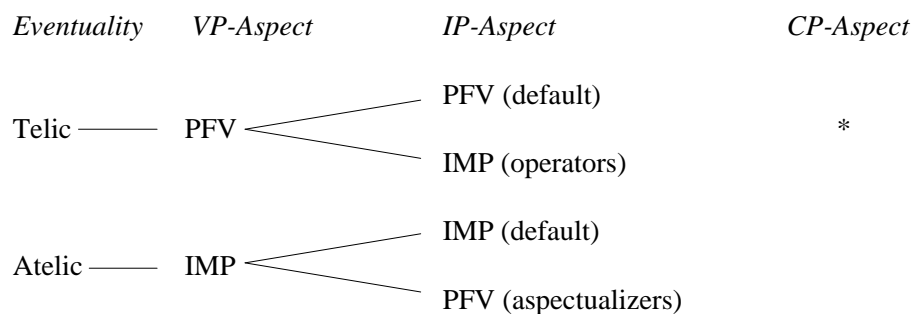 Eventuality VP-Aspect IP-Aspect CP-Aspect
PFV (default)
Telic PFV *
IMP (operators)
IMP (default)
Atelic IMP
PFV (aspectualizers)